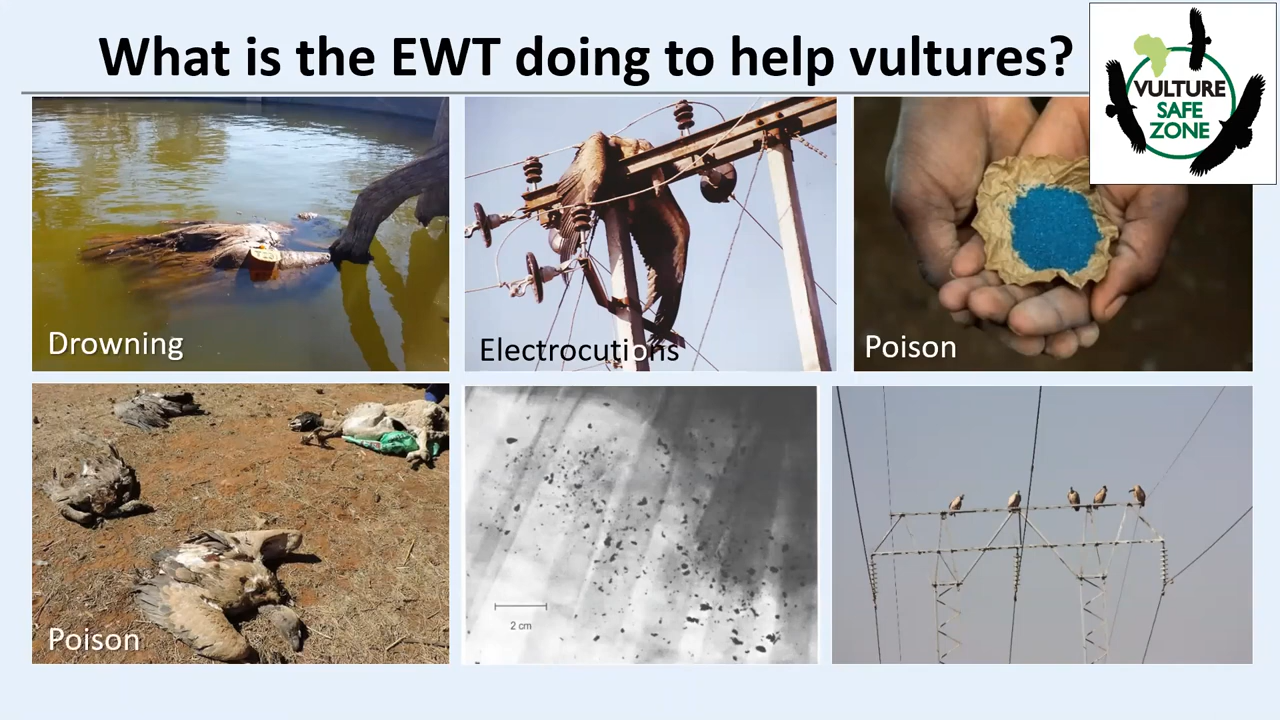 What is the EWT doing to help vultures?
VULTURE
SAFE
ZONE
Drowning
Electrocutions
Poison
Poison
2 cm